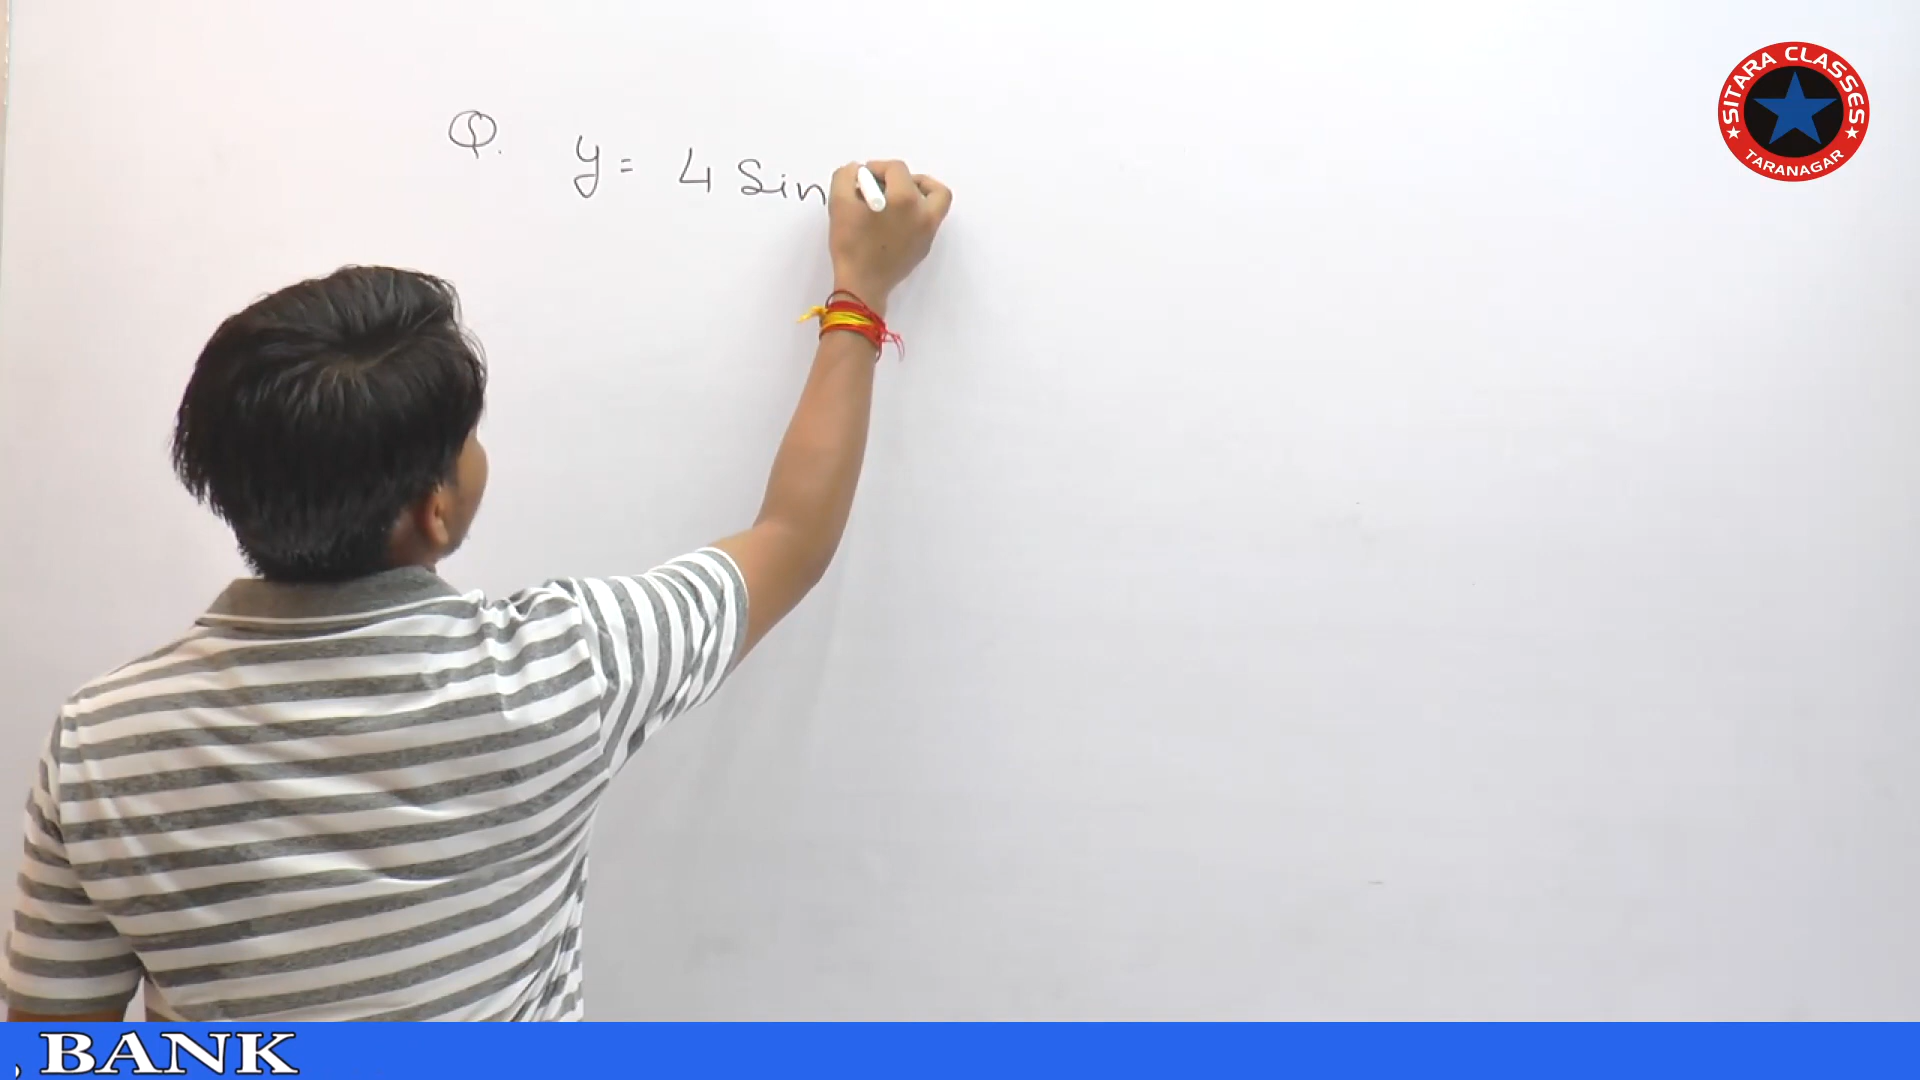 Q. y = 4 Sin
SITARA CLASSES
TARANAGAR
, BANK